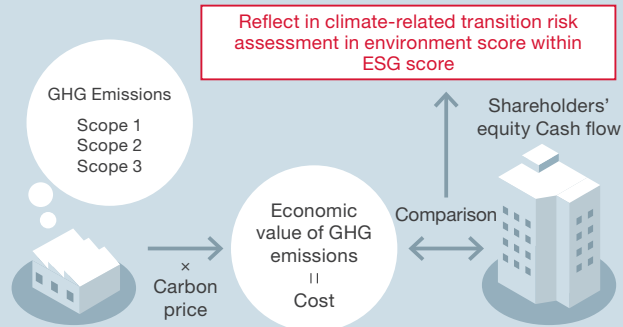 Reflect in climate-related transition risk
assessment in environment score within
ESG score
GHG Emissions
Scope 1
Scope 2
Scope 3
Shareholders'
equity Cash flow
×
Carbon
price
Economic
value of GHG
emissions
=
Cost
Comparison